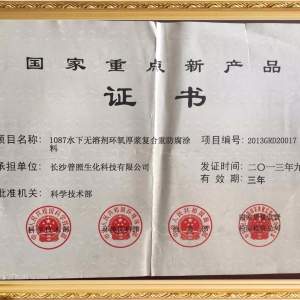 国家重点新产品
证书
项目名称: 1087水下无溶剂环氧厚浆复合重防腐涂料
项目编号: 2013GRD20017
承担单位: 长沙普照生化科技有限公司
发证时间: 二〇一三年九
有效期: 三年
批准机关: 科学技术部